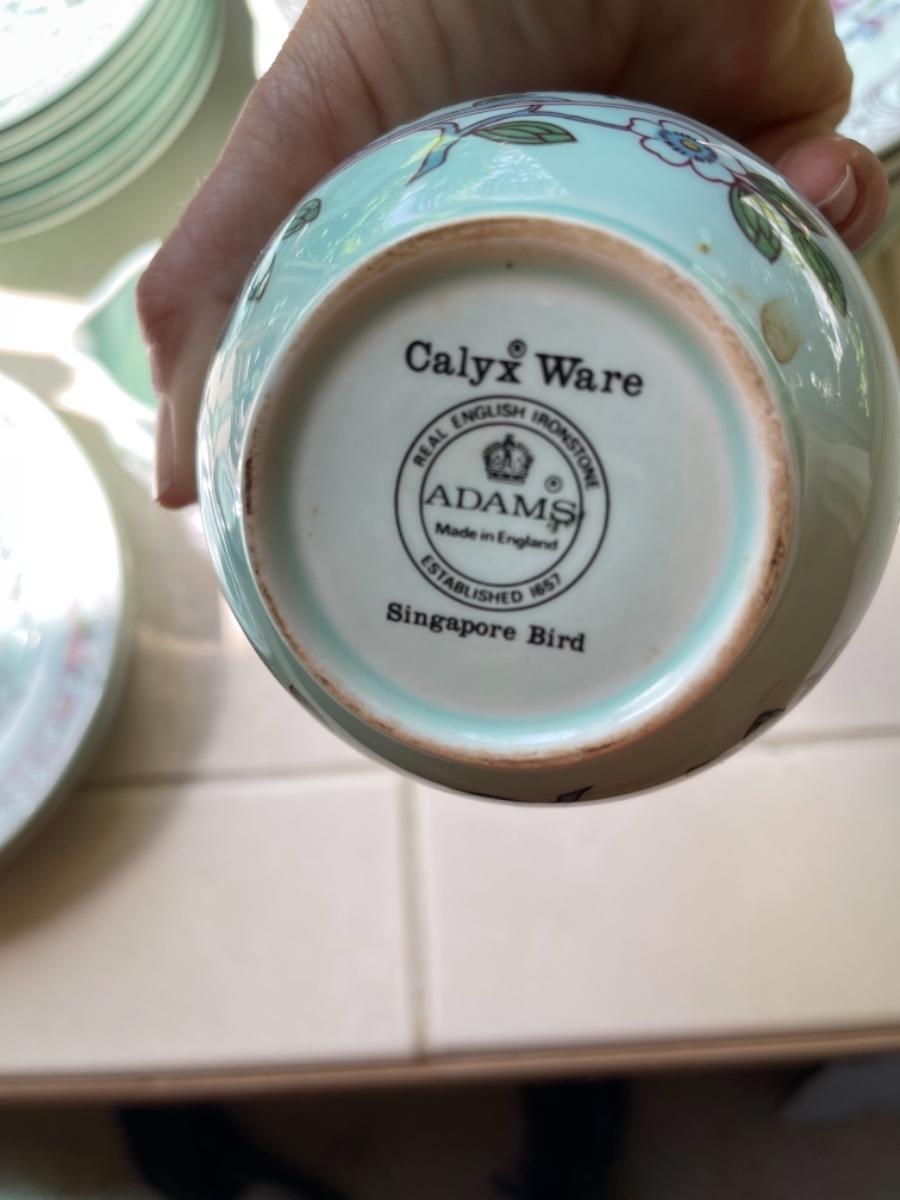 Calyx® Ware
REAL ENGLISH IRONSTONE
ADAMS®
Made in England
ESTABLISHED 1657
Singapore Bird